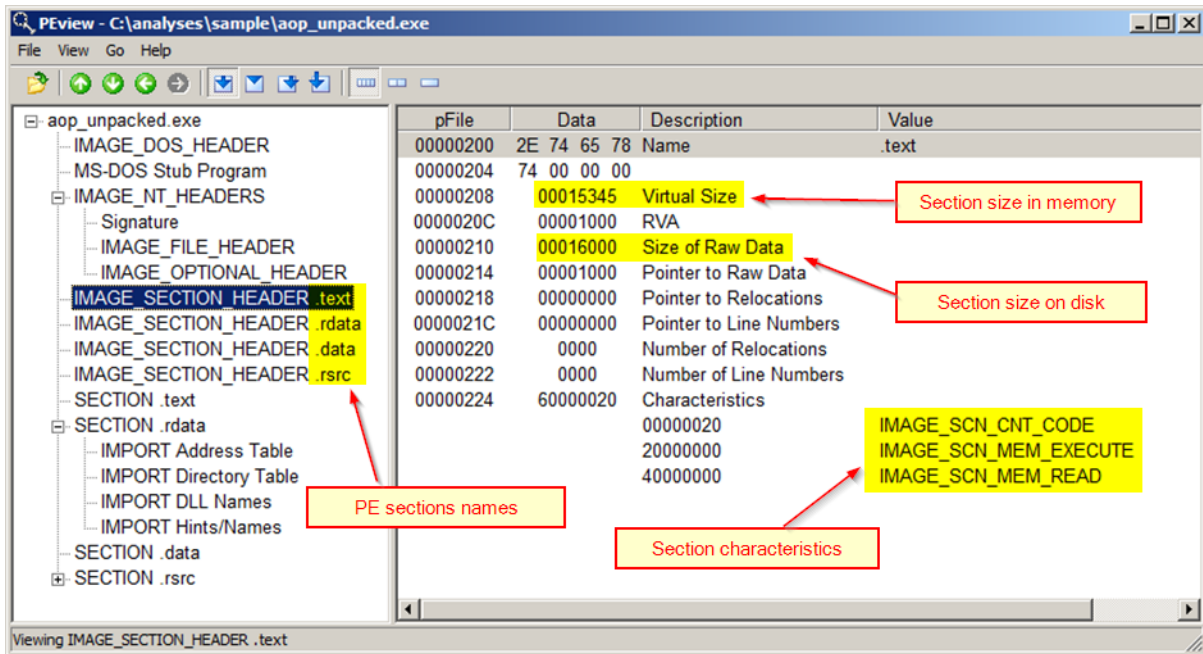 PEview - C:\analyses\sample\aop_unpacked.exe
File View Go Help
aop_unpacked.exe
IMAGE_DOS_HEADER
MS-DOS Stub Program
IMAGE_NT_HEADERS
Signature
IMAGE_FILE_HEADER
IMAGE_OPTIONAL_HEADER
IMAGE_SECTION_HEADER .text
IMAGE_SECTION_HEADER .rdata
IMAGE_SECTION_HEADER .data
IMAGE_SECTION_HEADER .rsrc
SECTION .text
SECTION .rdata
IMPORT Address Table
IMPORT Directory Table
IMPORT DLL Names
IMPORT Hints/Names
SECTION .data
SECTION .rsrc
PE sections names
pFile Data Description Value
00000200 2E 74 65 78 Name .text
00000204 74 00 00 00
00000208 00015345 Virtual Size
0000020C 00001000 RVA
00000210 00016000 Size of Raw Data
00000214 00001000 Pointer to Raw Data
00000218 00000000 Pointer to Relocations
0000021C 00000000 Pointer to Line Numbers
00000220 0000 Number of Relocations
00000222 0000 Number of Line Numbers
00000224 60000020 Characteristics
00000020 IMAGE_SCN_CNT_CODE
20000000 IMAGE_SCN_MEM_EXECUTE
40000000 IMAGE_SCN_MEM_READ
Section size in memory
Section size on disk
Section characteristics
Viewing IMAGE_SECTION_HEADER .text